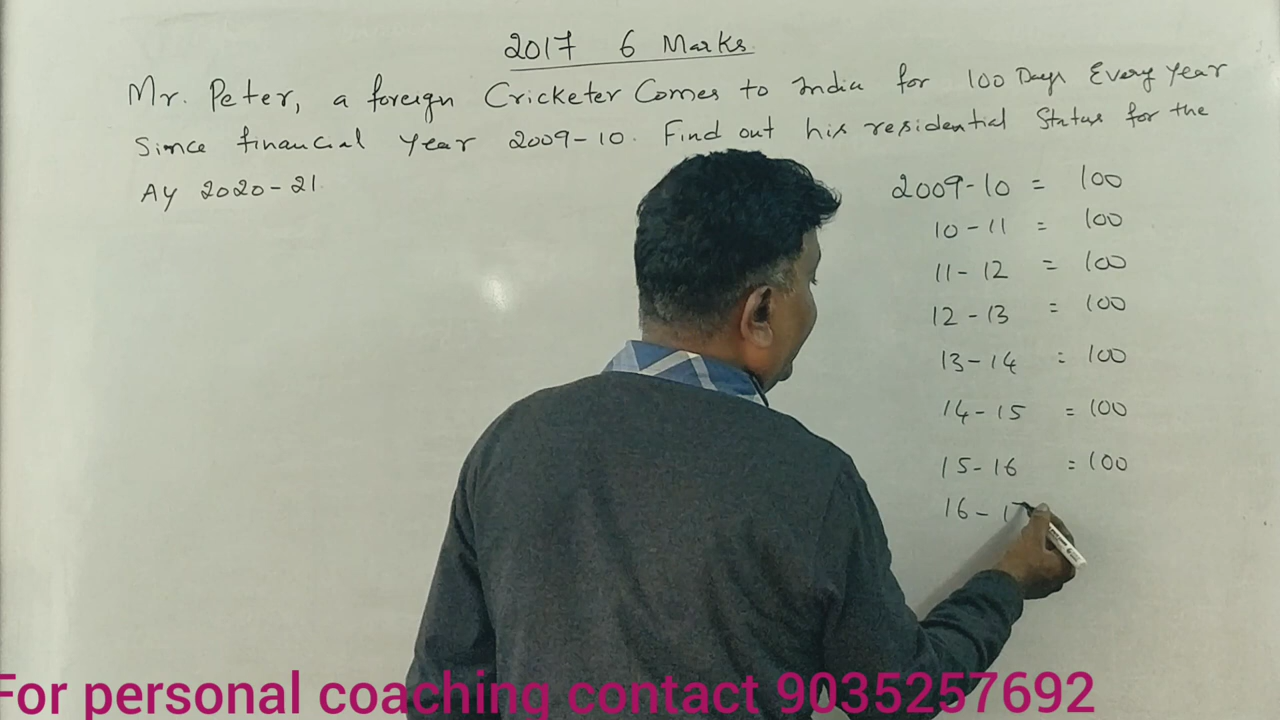 2017 6 Marks
Mr. Peter, a foreign Cricketer Comes to India for 100 Days Every year
Since financial year 2009-10. Find out his residential Status for the
AY 2020-21.
2009-10 = 100
10-11 = 100
11-12 = 100
12-13 = 100
13-14 = 100
14-15 = 100
15-16 = 100
16-17
For personal coaching contact 9035257692